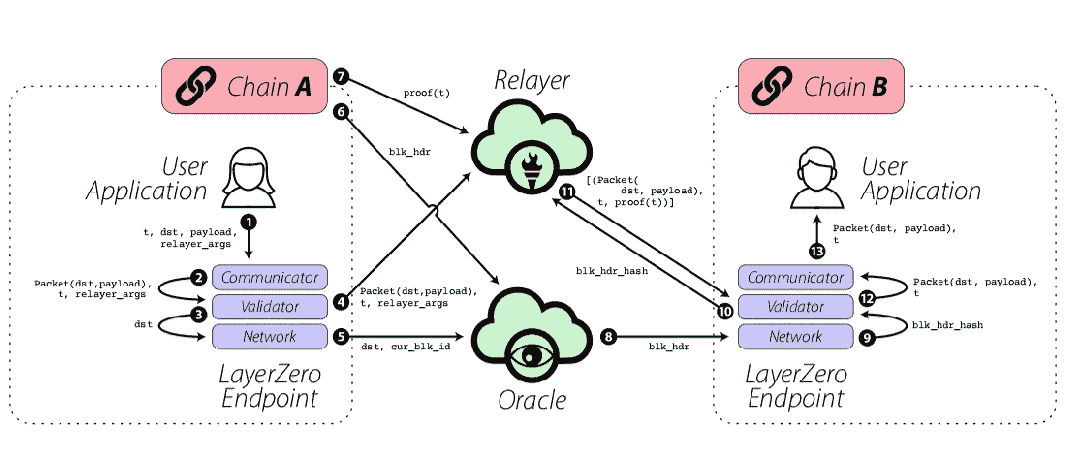 Chain A
7
proof(t)
6
blk_hdr
Relayer
Chain B
User
Application
1
t, dst, payload,
relayer_args
2
Communicator
Packet(dst,payload),
t, relayer_args
Validator
3
dst
Network
LayerZero
Endpoint
4
Packet(dst,payload),
t, relayer_args
5
dst, cur_blk_id
Oracle
11
[(Packet(
dst, payload),
t, proof(t))]
blk_hdr_hash
10
8
blk_hdr
User
Application
Packet(dst, payload),
t
13
Communicator
Packet(dst, payload),
t
12
Validator
blk_hdr_hash
Network
9
LayerZero
Endpoint